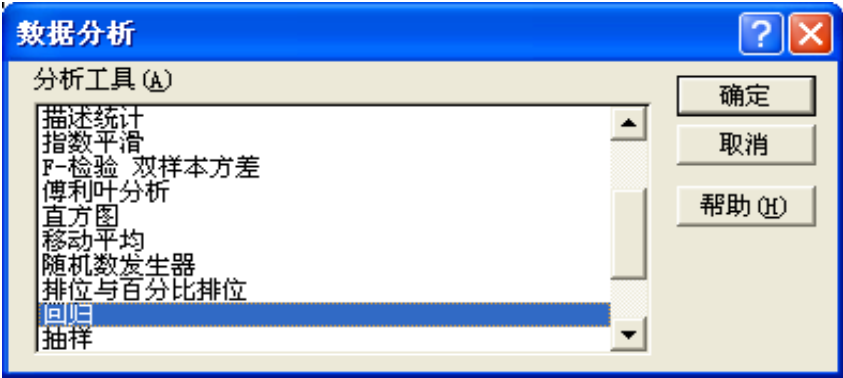 数据分析
分析工具(A)
描述统计
指数平滑
F-检验 双样本方差
傅利叶分析
直方图
移动平均
随机数发生器
排位与百分比排位
回归
抽样
确定
取消
帮助(H)